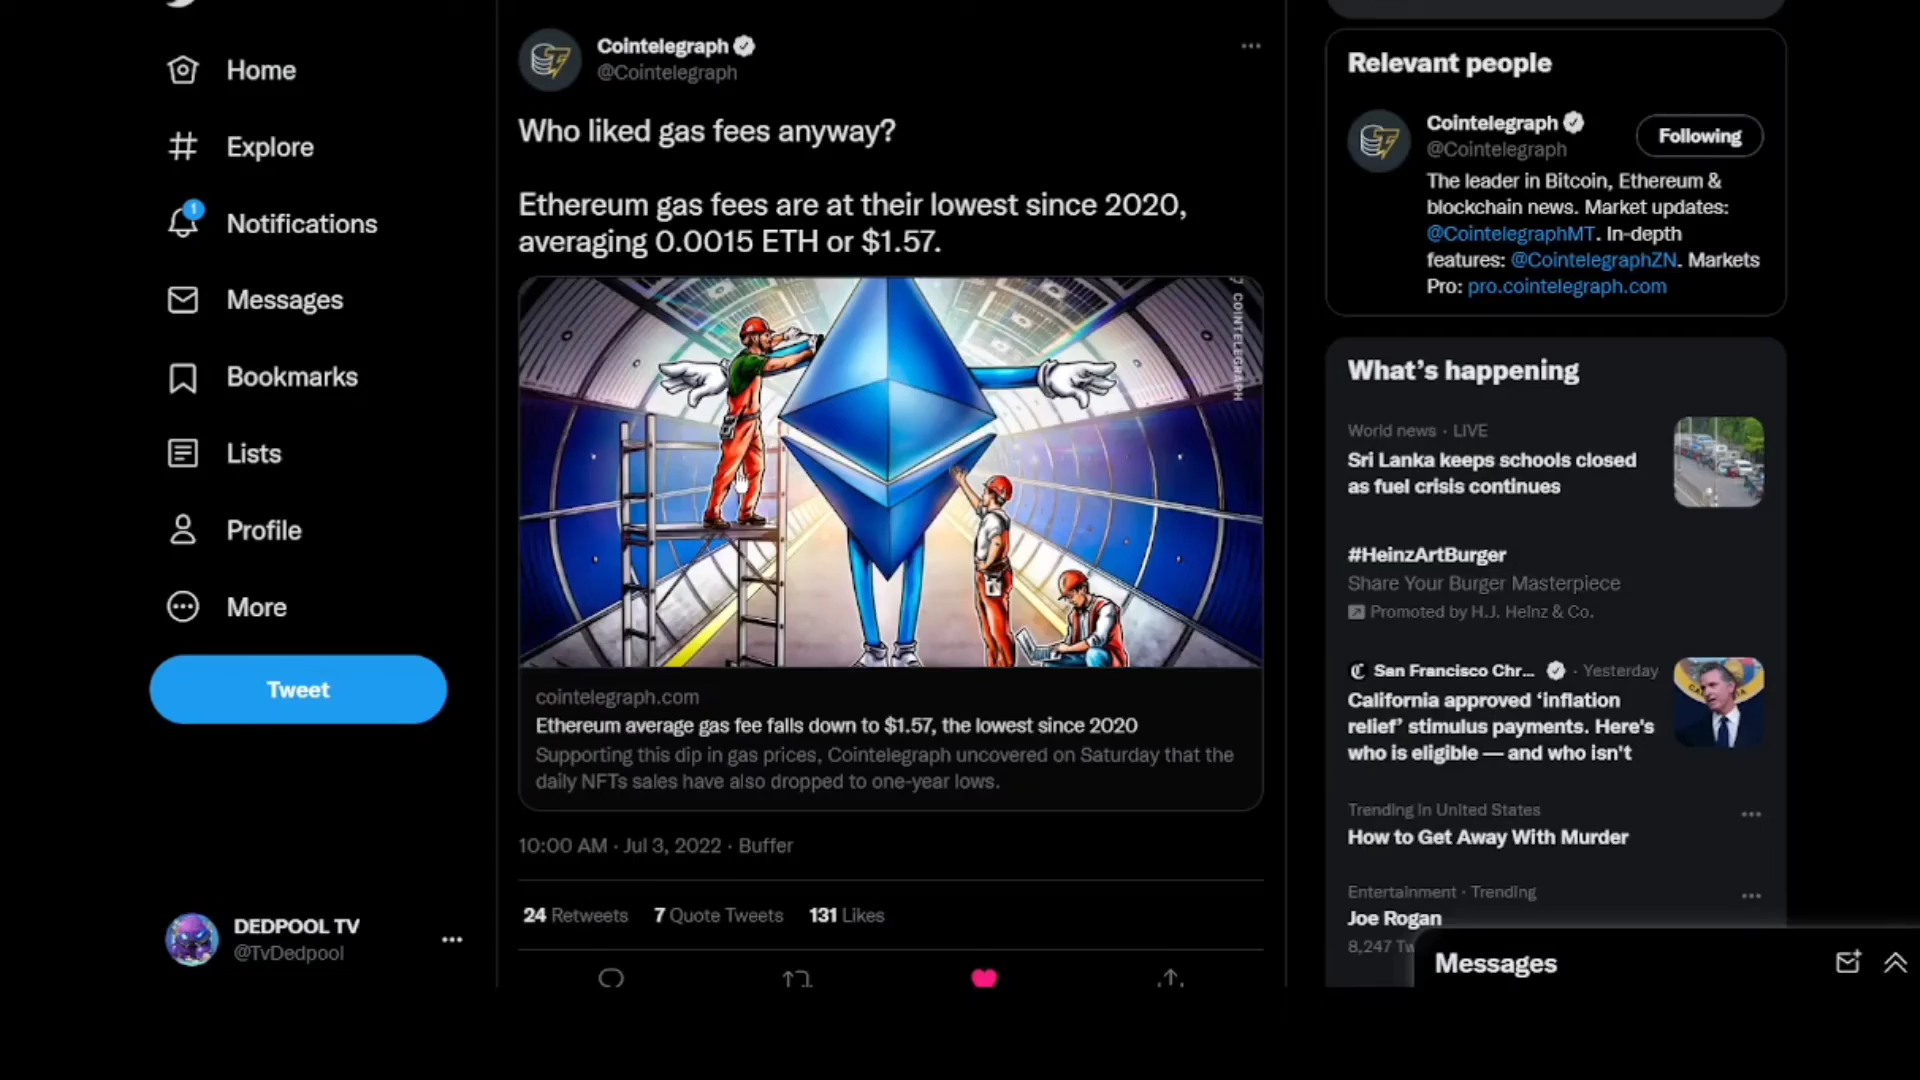 Home
Explore
1
Notifications
Messages
Bookmarks
Lists
Profile
More
Tweet
DEDPOOL TV
@TvDedpool
Cointelegraph
@Cointelegraph
Who liked gas fees anyway?
Ethereum gas fees are at their lowest since 2020,
averaging 0.0015 ETH or $1.57.
COINTELEGRAPH
cointelegraph.com
Ethereum average gas fee falls down to $1.57, the lowest since 2020
Supporting this dip in gas prices, Cointelegraph uncovered on Saturday that the
daily NFTs sales have also dropped to one-year lows.
10:00 AM · Jul 3, 2022 · Buffer
24 Retweets 7 Quote Tweets 131 Likes
Relevant people
Cointelegraph
@Cointelegraph
Following
The leader in Bitcoin, Ethereum &
blockchain news. Market updates:
@CointelegraphMT. In-depth
features: @CointelegraphZN. Markets
Pro: pro.cointelegraph.com
What's happening
World news · LIVE
Sri Lanka keeps schools closed
as fuel crisis continues
#HeinzArtBurger
Share Your Burger Masterpiece
Promoted by H.J. Heinz & Co.
San Francisco Chr... · Yesterday
California approved ‘inflation
relief’ stimulus payments. Here's
who is eligible — and who isn't
Trending in United States
How to Get Away With Murder
Entertainment · Trending
Joe Rogan
8,247 Tw
Messages